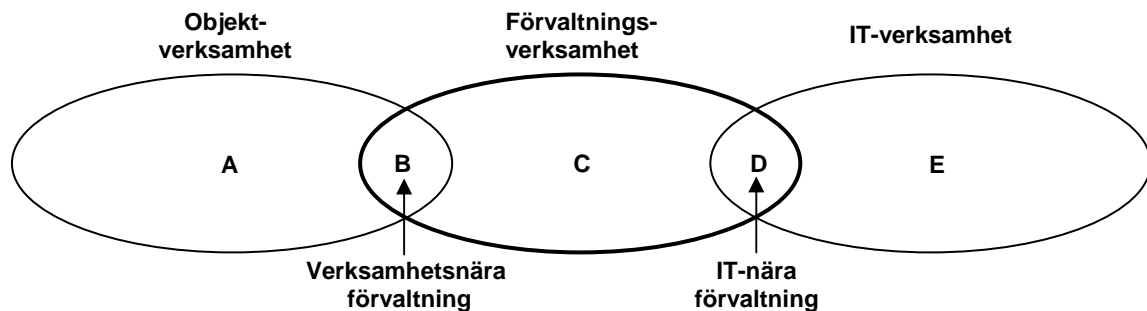 Objekt-
verksamhet
Förvaltnings-
verksamhet
IT-verksamhet
A
B
C
D
E
Verksamhetsnära
förvaltning
IT-nära
förvaltning